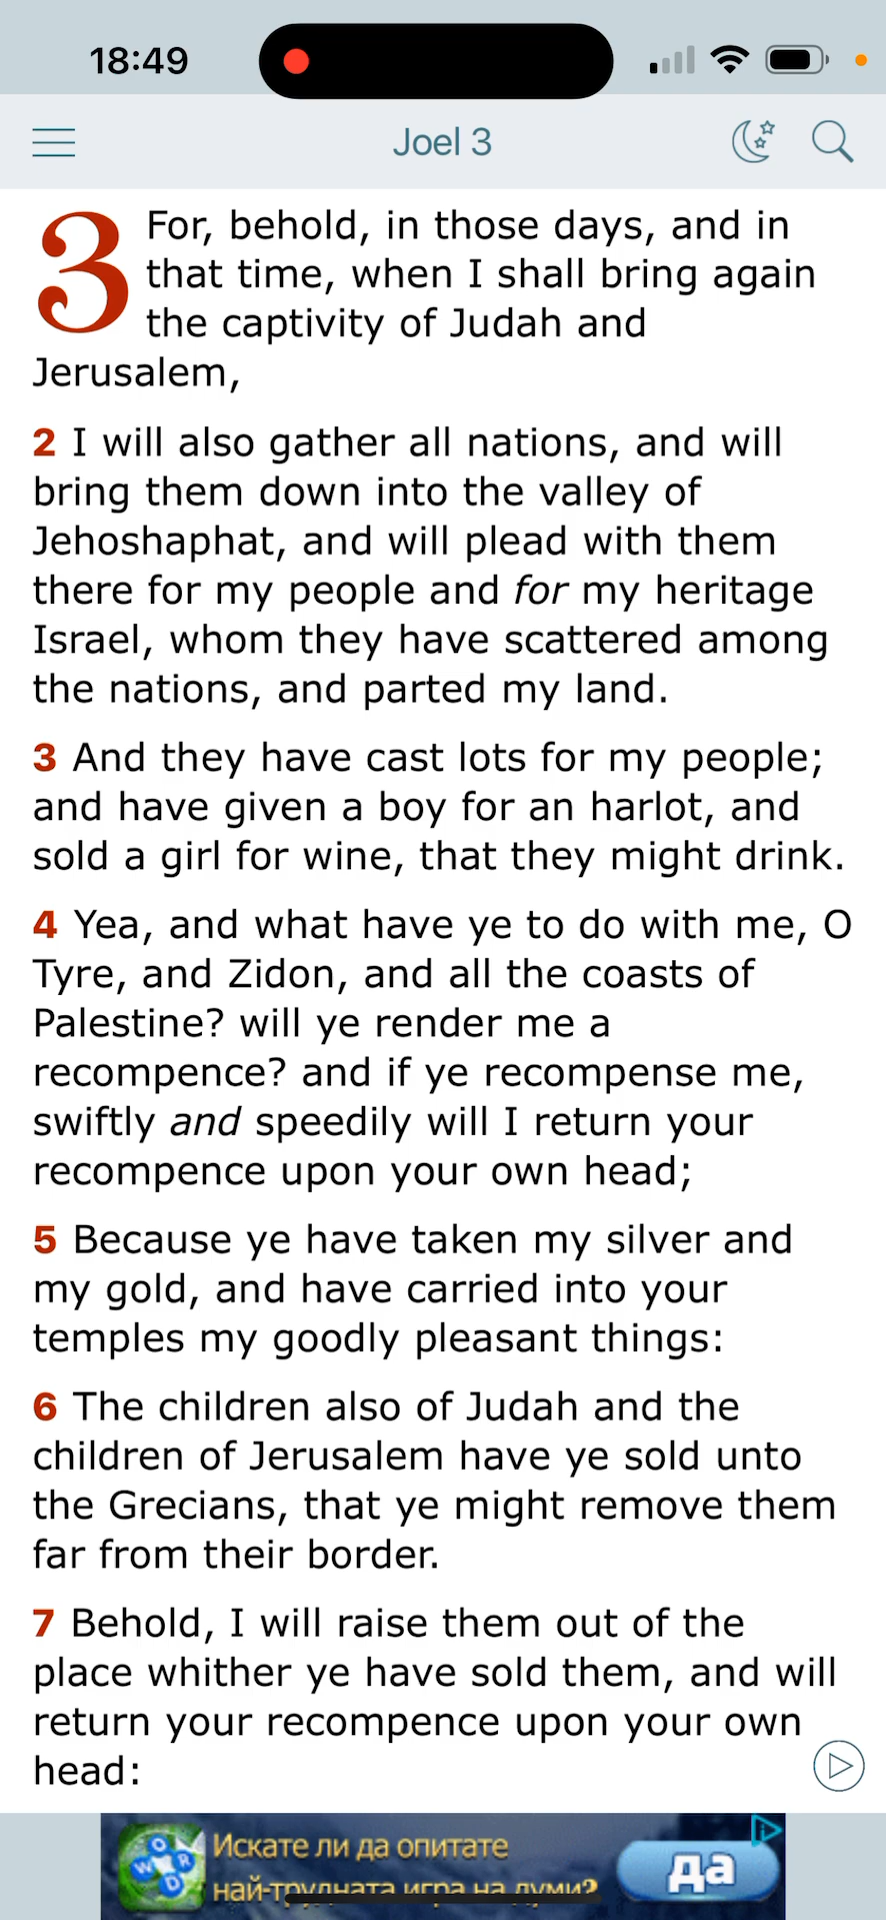 18:49
Joel 3
3 For, behold, in those days, and in
that time, when I shall bring again
the captivity of Judah and
Jerusalem,
2 I will also gather all nations, and will
bring them down into the valley of
Jehoshaphat, and will plead with them
there for my people and for my heritage
Israel, whom they have scattered among
the nations, and parted my land.
3 And they have cast lots for my people;
and have given a boy for an harlot, and
sold a girl for wine, that they might drink.
4 Yea, and what have ye to do with me, O
Tyre, and Zidon, and all the coasts of
Palestine? will ye render me a
recompence? and if ye recompense me,
swiftly and speedily will I return your
recompence upon your own head;
5 Because ye have taken my silver and
my gold, and have carried into your
temples my goodly pleasant things:
6 The children also of Judah and the
children of Jerusalem have ye sold unto
the Grecians, that ye might remove them
far from their border.
7 Behold, I will raise them out of the
place whither ye have sold them, and will
return your recompence upon your own
head:
WORD
Искате ли да опитате
най-трудната игра на думи?
да